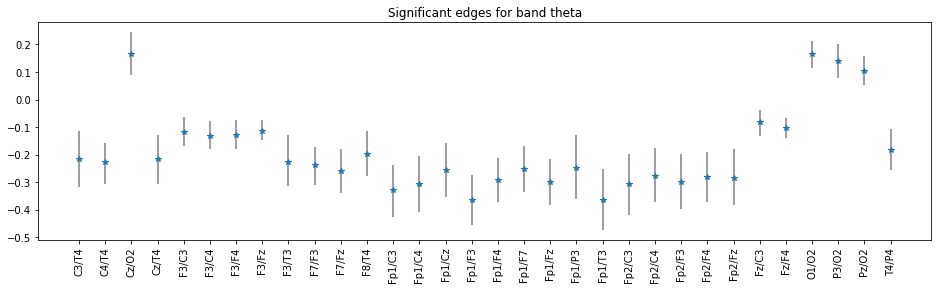 Significant edges for band theta
0.2
0.1
0.0
−0.1
−0.2
−0.3
−0.4
−0.5
C3/T4
C4/T4
Cz/O2
Cz/T4
F3/C3
F3/C4
F3/F4
F3/Fz
F3/T3
F7/F3
F7/Fz
F8/T4
Fp1/C3
Fp1/C4
Fp1/Cz
Fp1/F3
Fp1/F4
Fp1/F7
Fp1/Fz
Fp1/P3
Fp1/T3
Fp2/C3
Fp2/C4
Fp2/F3
Fp2/F4
Fp2/Fz
Fz/C3
Fz/F4
O1/O2
P3/O2
Pz/O2
T4/P4